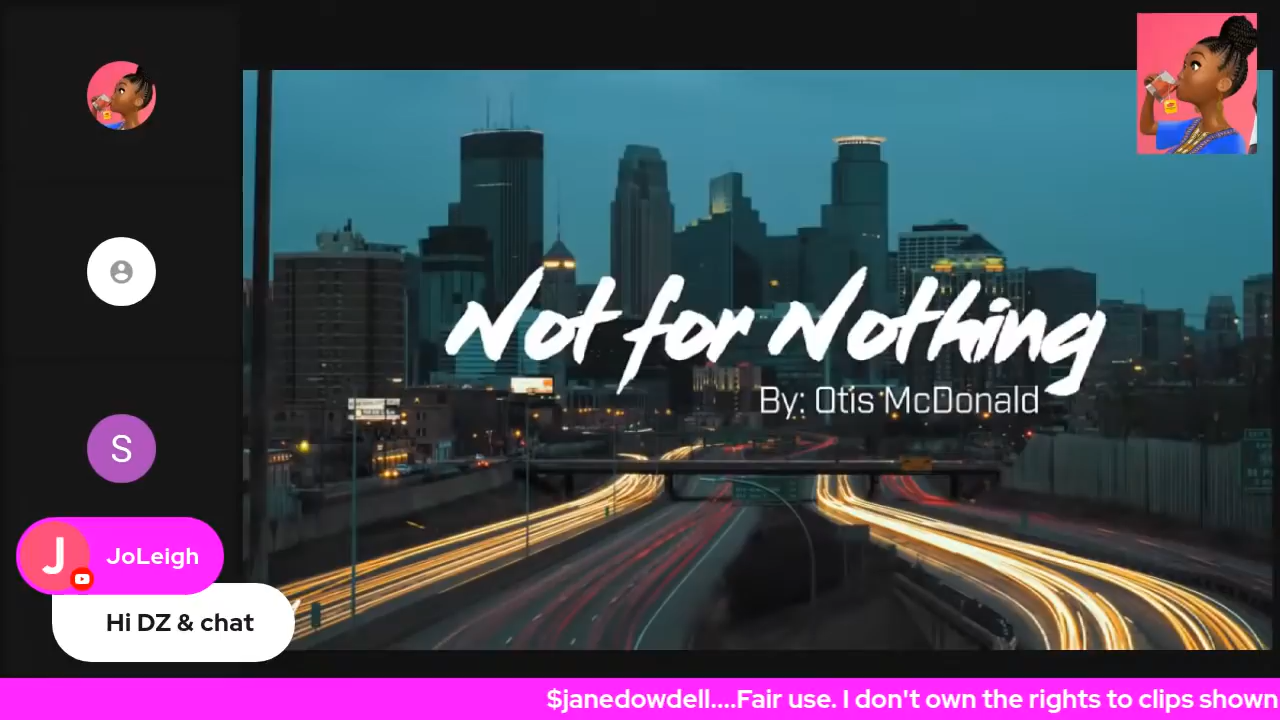 Not for Nothing
By: Otis McDonald
S
J
JoLeigh
Hi DZ & chat
$janedowdell....Fair use. I don't own the rights to clips shown